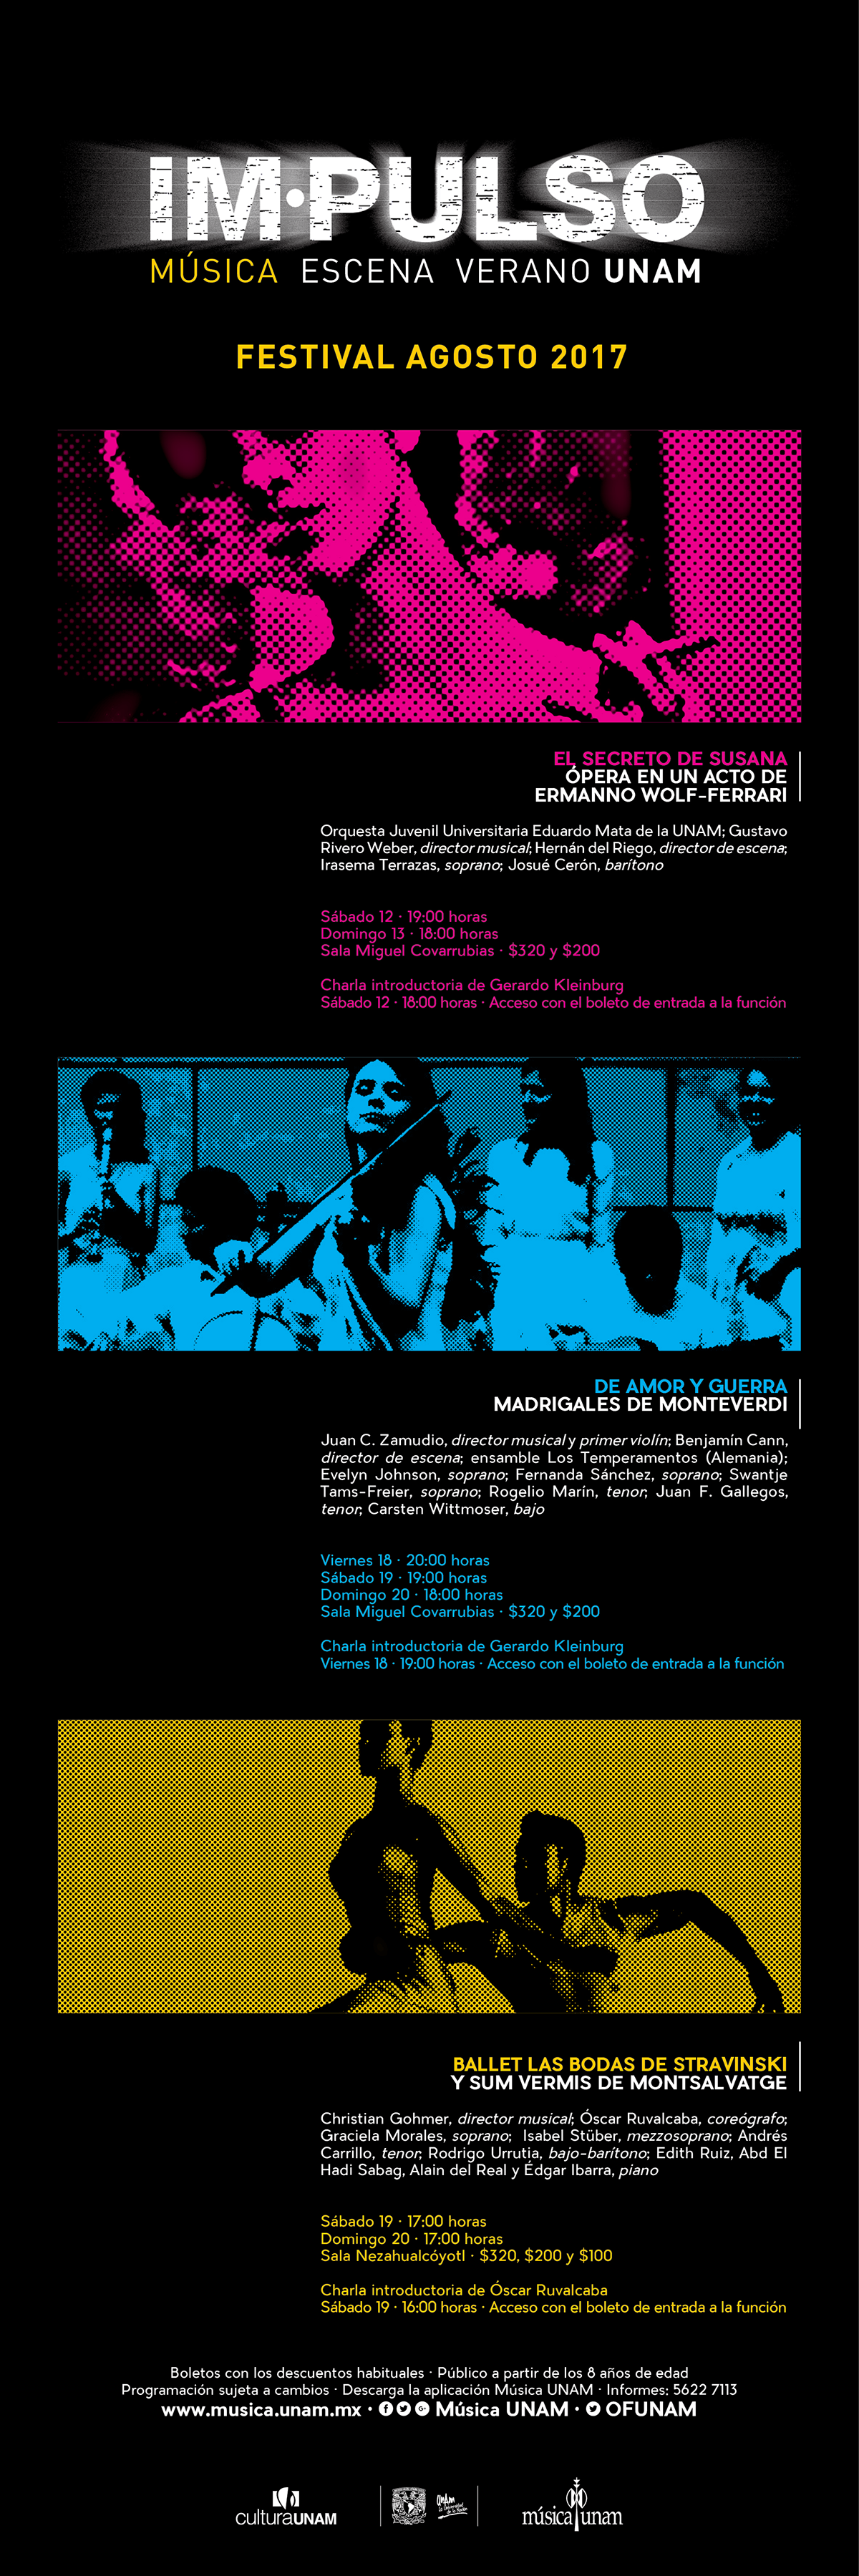 IM·PULSO
MÚSICA ESCENA VERANO UNAM
FESTIVAL AGOSTO 2017
EL SECRETO DE SUSANA
ÓPERA EN UN ACTO DE
ERMANNO WOLF-FERRARI
Orquesta Juvenil Universitaria Eduardo Mata de la UNAM; Gustavo
Rivero Weber, director musical; Hernán del Riego, director de escena;
Irasema Terrazas, soprano; Josué Cerón, barítono
Sábado 12 · 19:00 horas
Domingo 13 · 18:00 horas
Sala Miguel Covarrubias · $320 y $200
Charla introductoria de Gerardo Kleinburg
Sábado 12 · 18:00 horas · Acceso con el boleto de entrada a la función
DE AMOR Y GUERRA
MADRIGALES DE MONTEVERDI
Juan C. Zamudio, director musical y primer violín; Benjamín Cann,
director de escena; ensamble Los Temperamentos (Alemania);
Evelyn Johnson, soprano; Fernanda Sánchez, soprano; Swantje
Tams-Freier, soprano; Rogelio Marín, tenor; Juan F. Gallegos,
tenor; Carsten Wittmoser, bajo
Viernes 18 · 20:00 horas
Sábado 19 · 19:00 horas
Domingo 20 · 18:00 horas
Sala Miguel Covarrubias · $320 y $200
Charla introductoria de Gerardo Kleinburg
Viernes 18 · 19:00 horas · Acceso con el boleto de entrada a la función
BALLET LAS BODAS DE STRAVINSKI
Y SUM VERMIS DE MONTSALVATGE
Christian Gohmer, director musical; Óscar Ruvalcaba, coreógrafo;
Graciela Morales, soprano; Isabel Stüber, mezzosoprano; Andrés
Carrillo, tenor; Rodrigo Urrutia, bajo-barítono; Edith Ruiz, Abd El
Hadi Sabag, Alain del Real y Édgar Ibarra, piano
Sábado 19 · 17:00 horas
Domingo 20 · 17:00 horas
Sala Nezahualcóyotl · $320, $200 y $100
Charla introductoria de Óscar Ruvalcaba
Sábado 19 · 16:00 horas · Acceso con el boleto de entrada a la función
Boletos con los descuentos habituales · Público a partir de los 8 años de edad
Programación sujeta a cambios · Descarga la aplicación Música UNAM · Informes: 5622 7113
www.musica.unam.mx · Música UNAM · OFUNAM
culturaUNAM
música unam